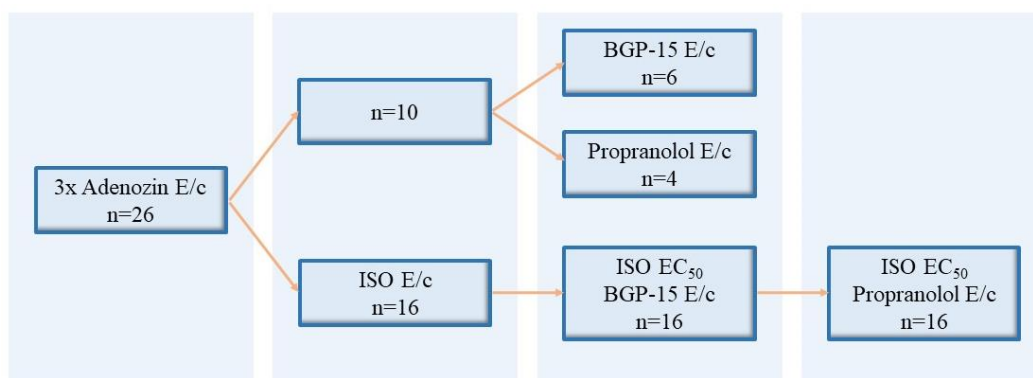 3x Adenozin E/c
n=26
n=10
ISO E/c
n=16
BGP-15 E/c
n=6
Propranolol E/c
n=4
ISO EC₅₀
BGP-15 E/c
n=16
ISO EC₅₀
Propranolol E/c
n=16